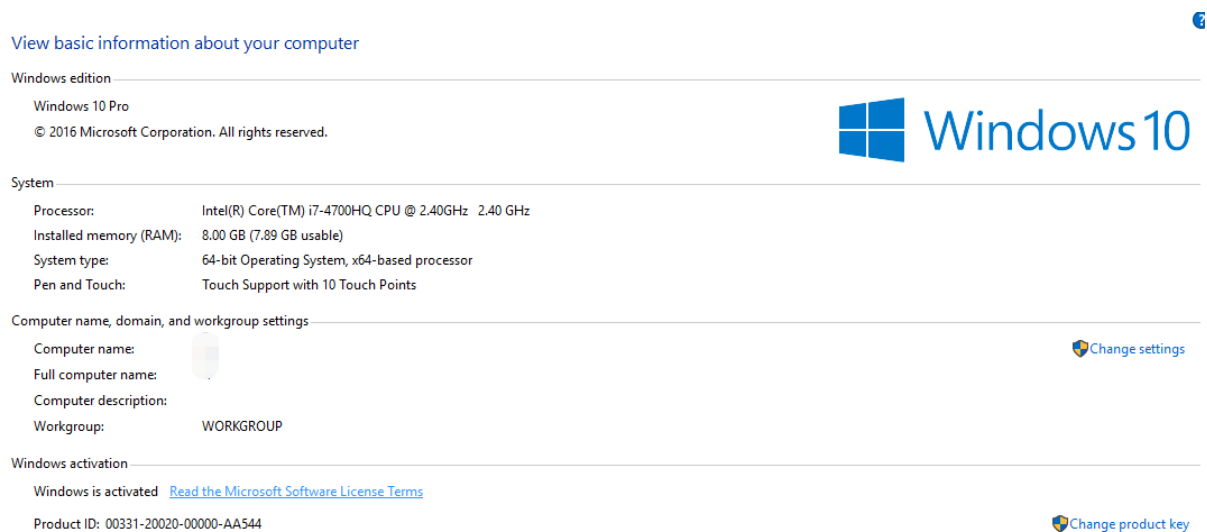 ?
View basic information about your computer
Windows edition
Windows 10 Pro
© 2016 Microsoft Corporation. All rights reserved.
Windows 10
System
Processor: Intel(R) Core(TM) i7-4700HQ CPU @ 2.40GHz 2.40 GHz
Installed memory (RAM): 8.00 GB (7.89 GB usable)
System type: 64-bit Operating System, x64-based processor
Pen and Touch: Touch Support with 10 Touch Points
Computer name, domain, and workgroup settings
Computer name: Change settings
Full computer name:
Computer description:
Workgroup: WORKGROUP
Windows activation
Windows is activated Read the Microsoft Software License Terms
Product ID: 00331-20020-00000-AA544 Change product key